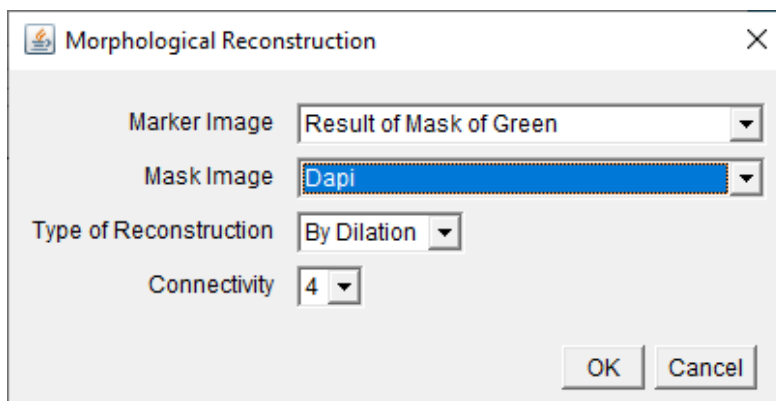 Morphological Reconstruction
Marker Image Result of Mask of Green
Mask Image Dapi
Type of Reconstruction By Dilation
Connectivity 4
OK Cancel